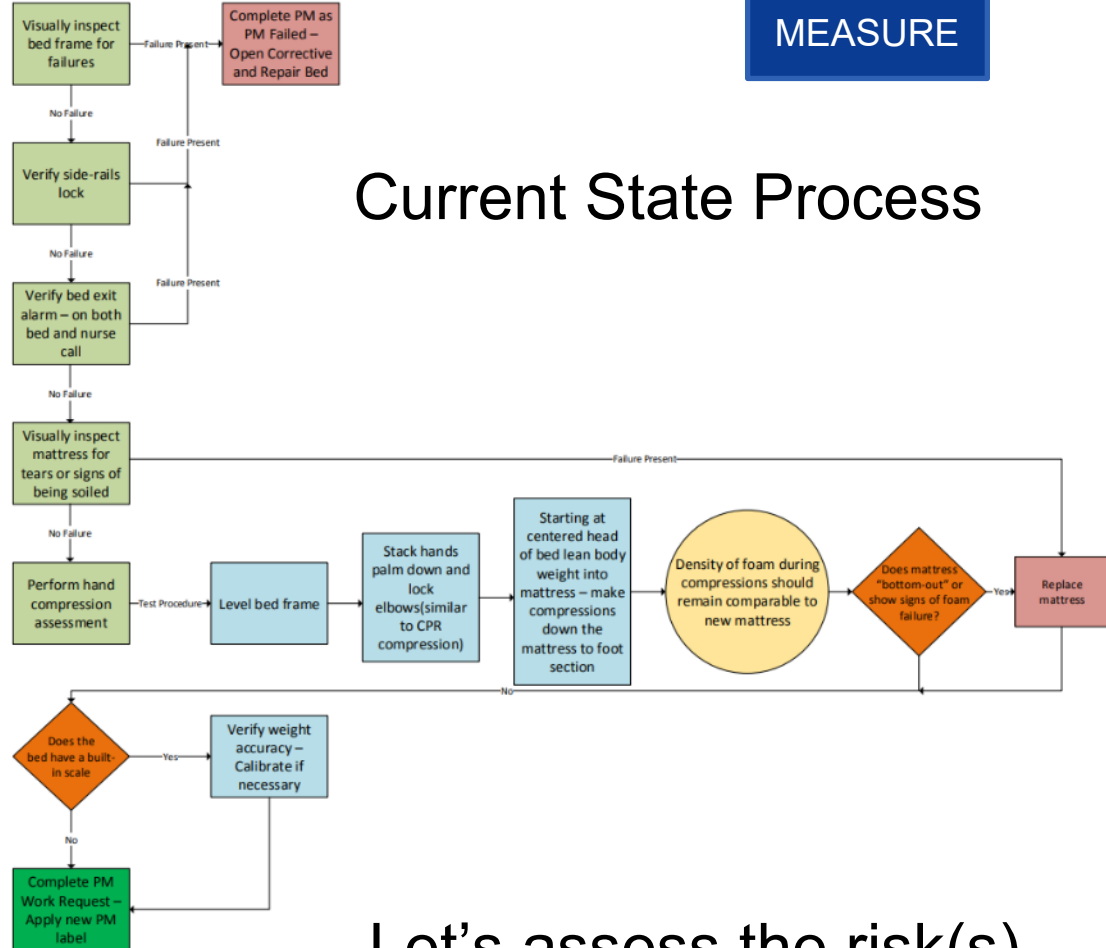 MEASURE
Current State Process
Visually inspect
bed frame for
failures
Failure Present
Complete PM as
PM Failed –
Open Corrective
and Repair Bed
No Failure
Failure Present
Verify side-rails
lock
No Failure
Failure Present
Verify bed exit
alarm – on both
bed and nurse
call
No Failure
Visually inspect
mattress for
tears or signs of
being soiled
Failure Present
No Failure
Perform hand
compression
assessment
Test Procedure
Level bed frame
Stack hands
palm down and
lock
elbows(similar
to CPR
compression)
Starting at
centered head
of bed lean body
weight into
mattress – make
compressions
down the
mattress to foot
section
Density of foam during
compressions should
remain comparable to
new mattress
Does mattress
“bottom-out” or
show signs of foam
failure?
Yes
Replace
mattress
No
Does the
bed have a built-
in scale
Yes
Verify weight
accuracy –
Calibrate if
necessary
No
Complete PM
Work Request –
Apply new PM
label
Let’s assess the risk(s)